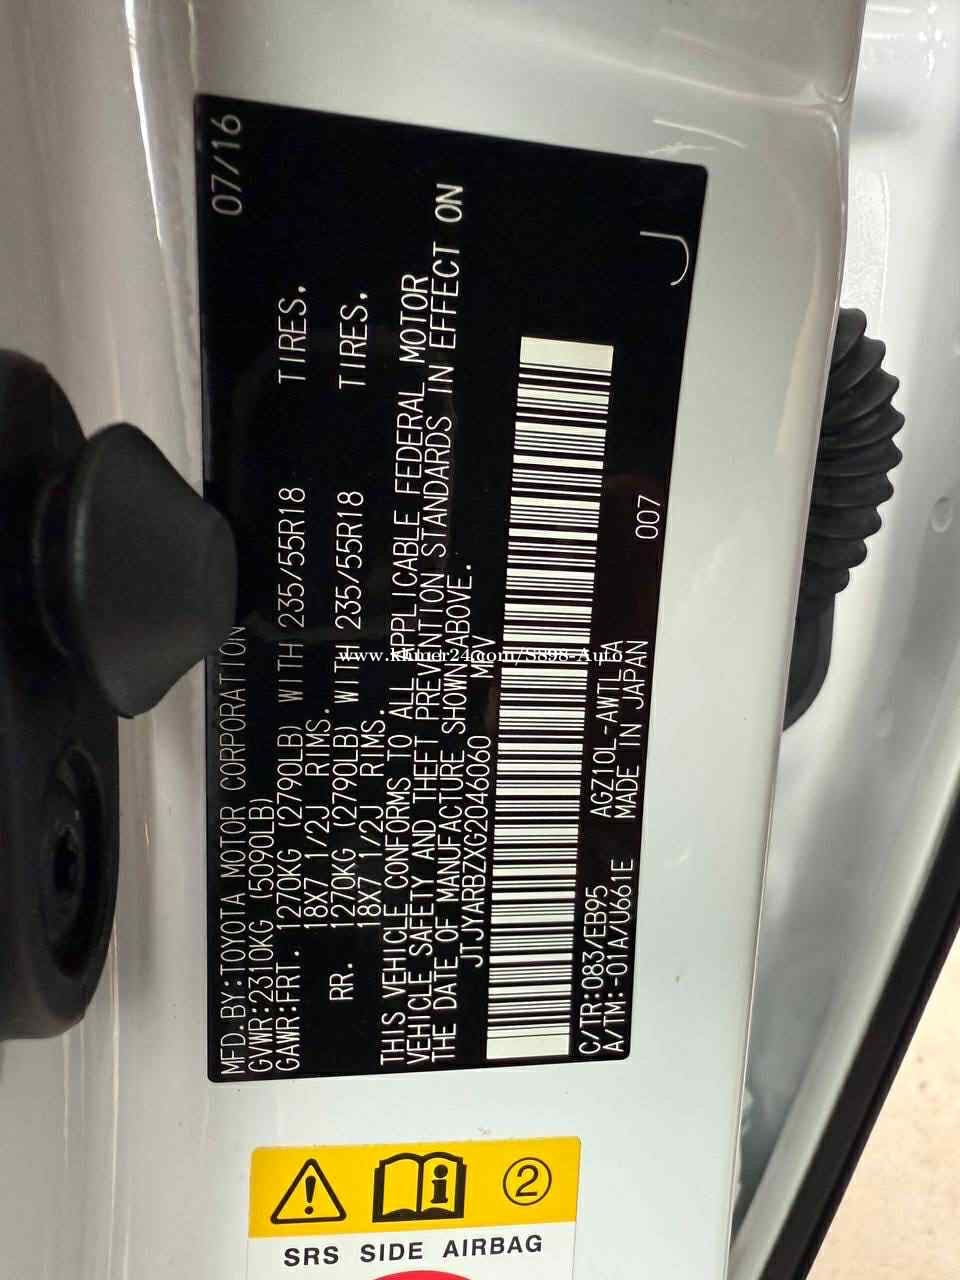 MFD. BY: TOYOTA MOTOR CORPORATION 07/16
GVWR: 2310KG (5090LB)
GAWR: FRT. 1270KG (2790LB) WITH 235/55R18 TIRES,
18X7 1/2J RIMS.
RR. 1270KG (2790LB) WITH 235/55R18 TIRES,
18X7 1/2J RIMS.
THIS VEHICLE CONFORMS TO ALL APPLICABLE FEDERAL MOTOR
VEHICLE SAFETY AND THEFT PREVENTION STANDARDS IN EFFECT ON
THE DATE OF MANUFACTURE SHOWN ABOVE.
JTJYARBZXG2046060 MPV
C/TR: 083/EB95 AGZ10L-AWTLTA
A/TM: -01A/U661E MADE IN JAPAN 007 J
2
SRS SIDE AIRBAG
www.khmer24.com/S898-Auto